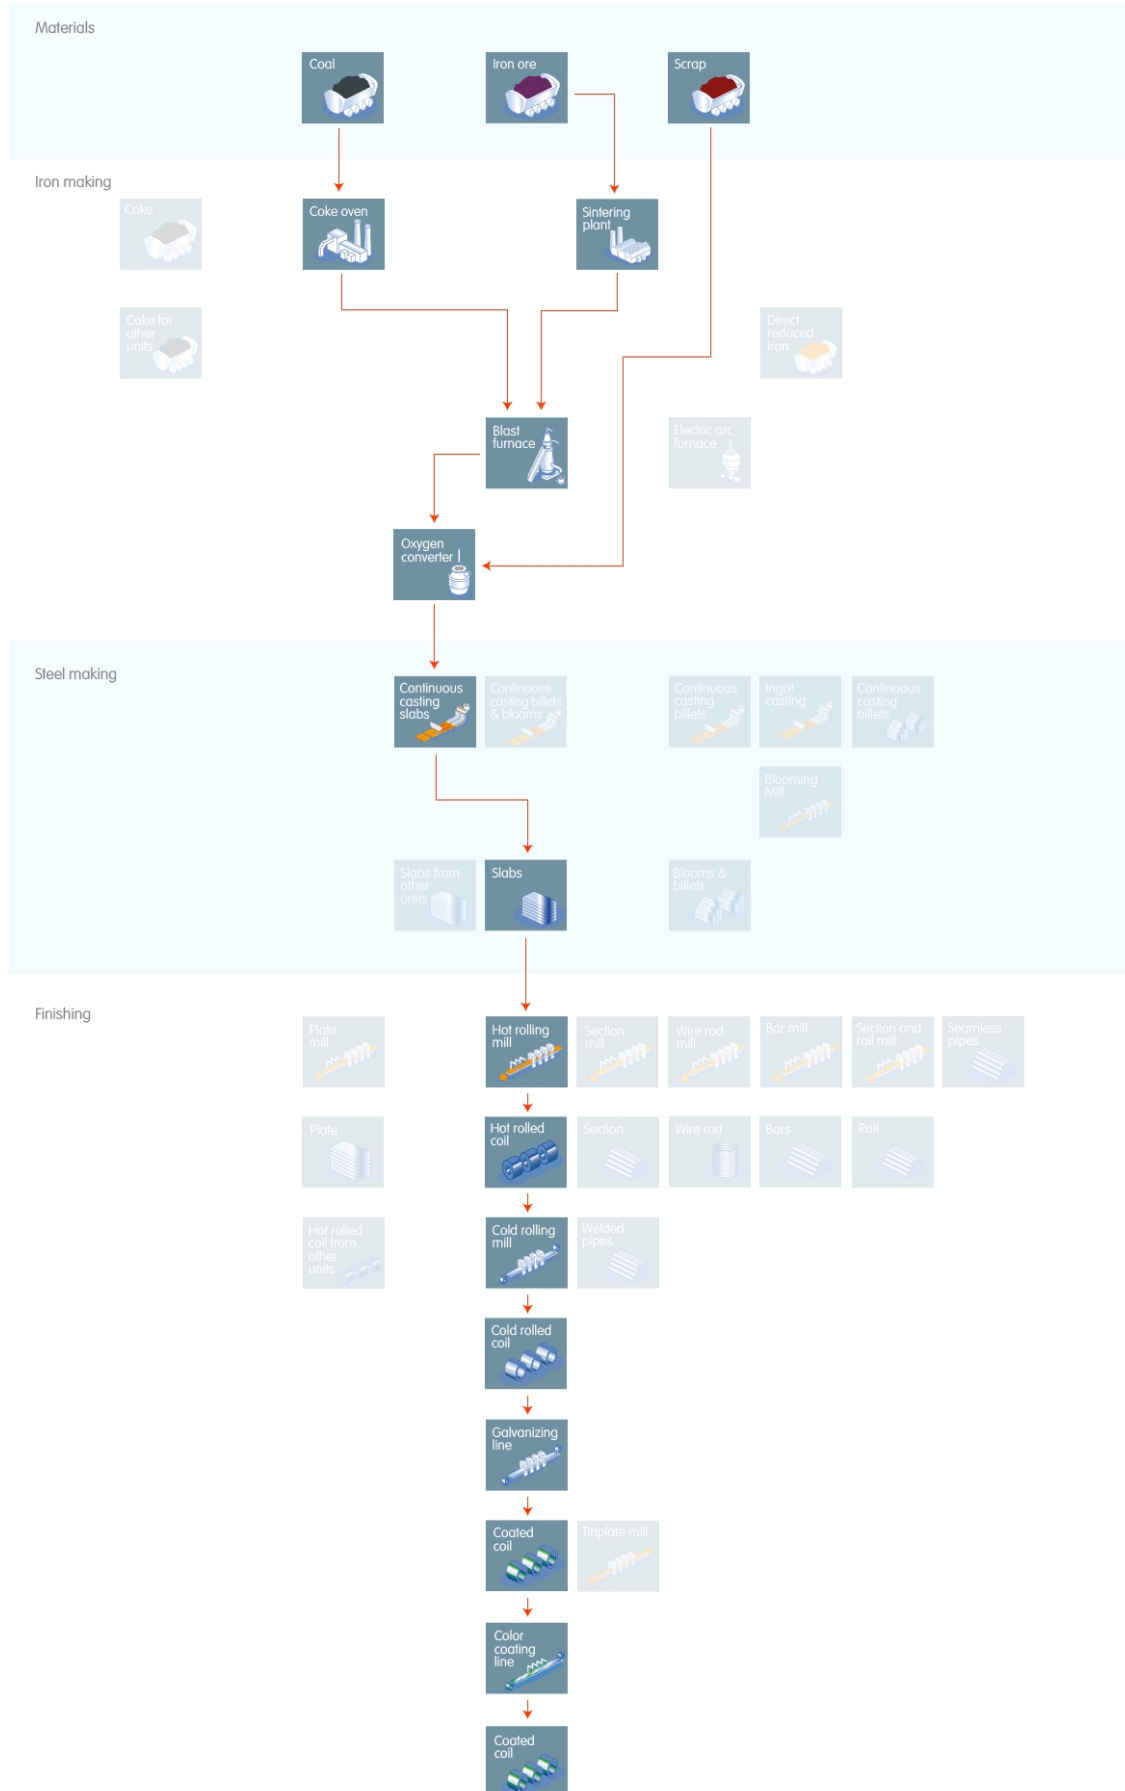 Materials
Coal
Iron ore
Scrap
Iron making
Coke
Coke oven
Sintering
plant
Coke for
other
units
Direct
reduced
iron
Blast
furnace
Electric arc
furnace
Oxygen
converter
Steel making
Continuous
casting
slabs
Continuous
casting billets
& blooms
Continuous
casting
billets
Ingot
casting
Continuous
casting
billets
Blooming
Mill
Slabs from
other
units
Slabs
Blooms &
billets
Finishing
Plate
mill
Hot rolling
mill
Section
mill
Wire rod
mill
Bar mill
Section and
rail mill
Seamless
pipes
Plate
Hot rolled
coil
Section
Wire rod
Bars
Rail
Hot rolled
coil from
other
units
Cold rolling
mill
Welded
pipes
Cold rolled
coil
Galvanizing
line
Coated
coil
Tinplate mill
Color
coating
line
Coated
coil